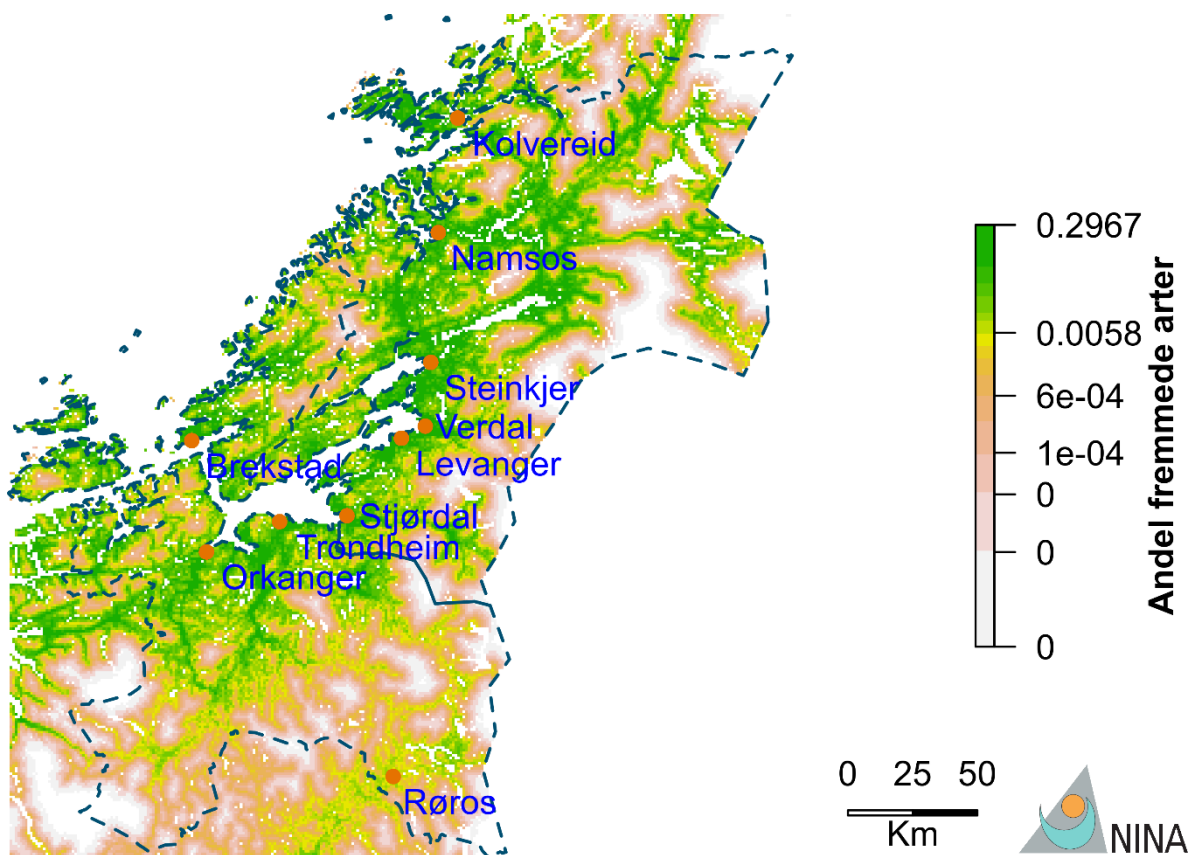 Kolvereid
Namsos
Steinkjer
Verdal
Levanger
Brekstad
Stjørdal
Trondheim
Orkanger
Røros
0.2967
0.0058
6e-04
1e-04
0
0
0
Andel fremmede arter
0 25 50
Km
NINA